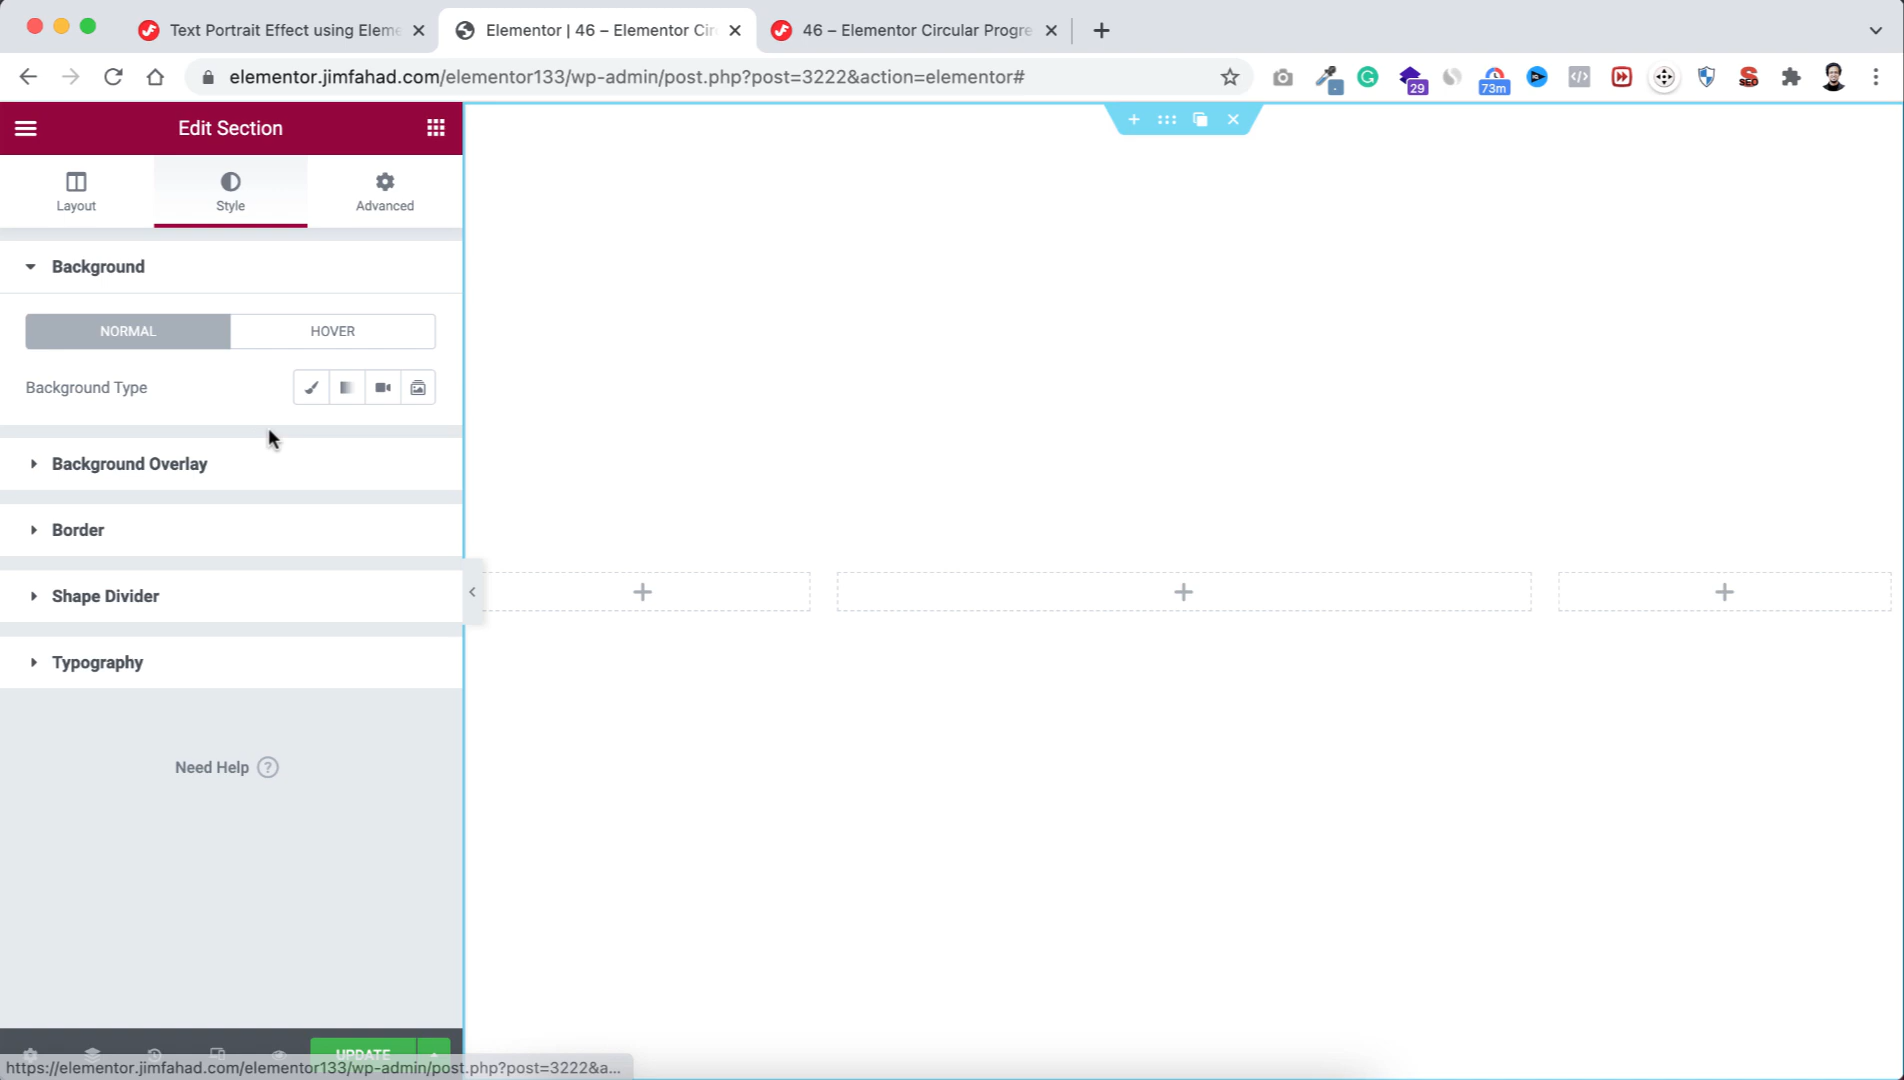 Text Portrait Effect using Eleme
Elementor | 46 – Elementor Cir
46 – Elementor Circular Progre
elementor.jimfahad.com/elementor133/wp-admin/post.php?post=3222&action=elementor#
29
73m
SEO
Edit Section
Layout
Style
Advanced
Background
NORMAL
HOVER
Background Type
Background Overlay
Border
Shape Divider
Typography
Need Help ?
UPDATE
https://elementor.jimfahad.com/elementor133/wp-admin/post.php?post=3222&a...